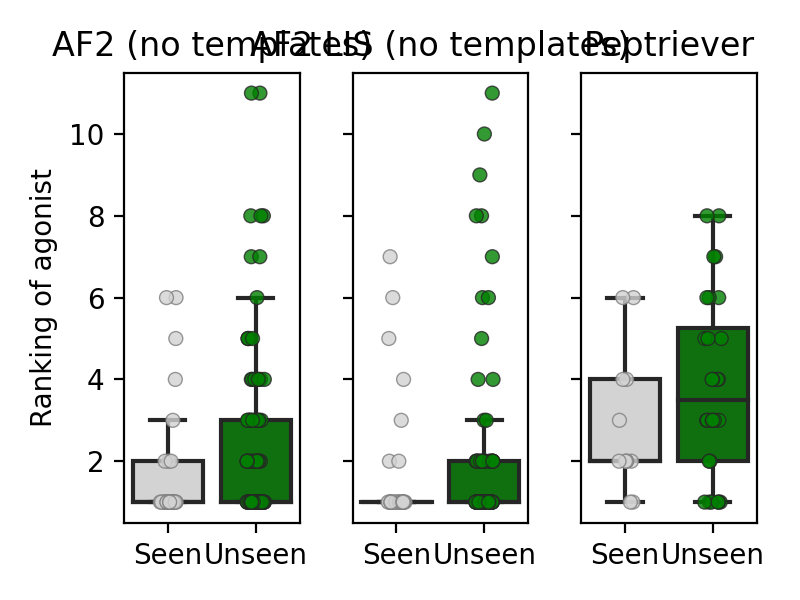 AF2 (no templates)
AF2 LIS (no templates)
Peptriever
Ranking of agonist
10
8
6
4
2
Seen
Unseen
Seen
Unseen
Seen
Unseen